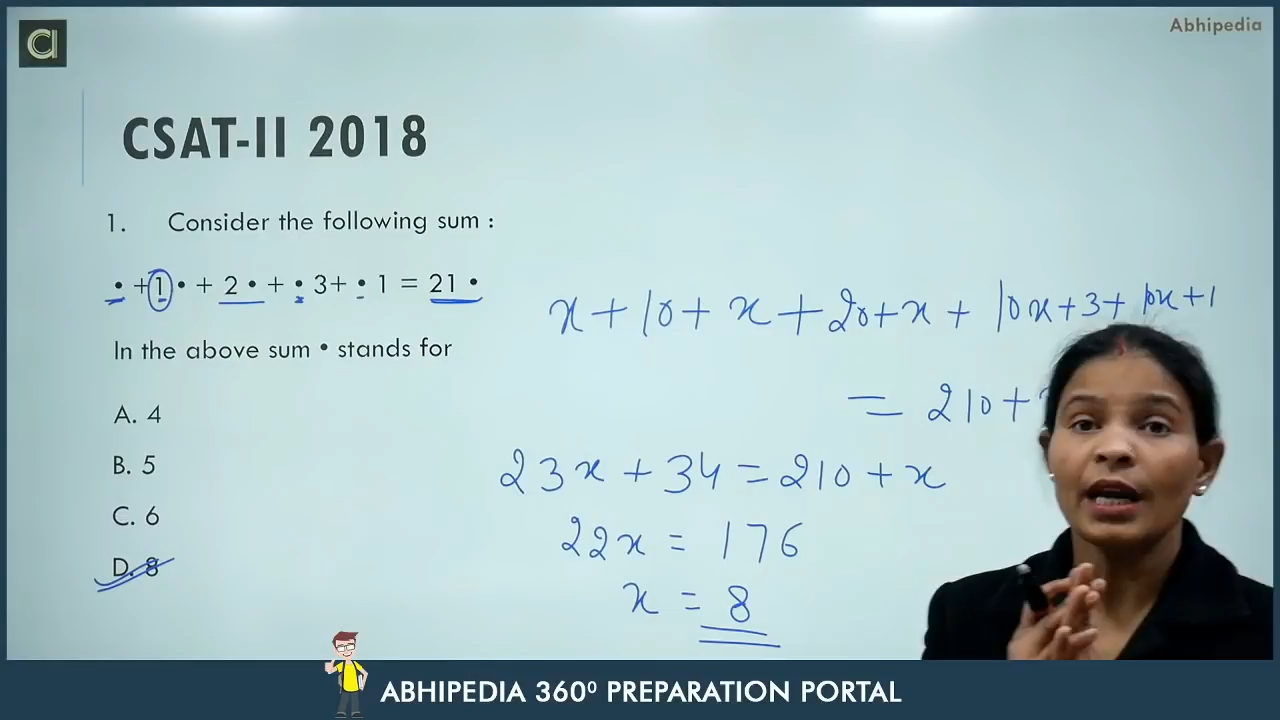 Abhipedia
CSAT-II 2018
1. Consider the following sum :
• + 1 • + 2 • + • 3 + • 1 = 21 •
x + 10 + x + 20 + x + 10x + 3 + 10x + 1
In the above sum • stands for
= 210 +
A. 4
B. 5
23x + 34 = 210 + x
C. 6
22x = 176
D. 8
x = 8
ABHIPEDIA 360⁰ PREPARATION PORTAL